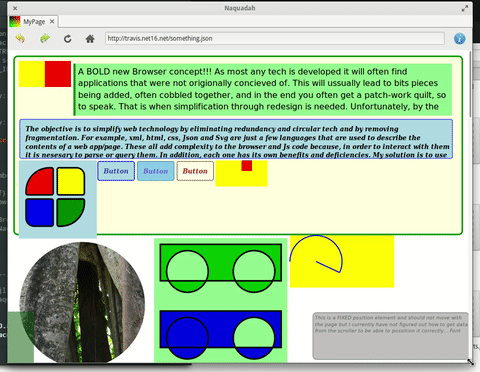 Naquadah
MyPage
http://travis.net16.net/something.json
A BOLD new Browser concept!!! As most any tech is developed it will often find
applications that were not origionally concieved of. This will ussually lead to bits pieces
being added, often cobbled together, and in the end you often get a patch-work quilt, so
to speak. That is when simplification through redesign is needed. Unfortunately, by the
The objective is to simplify web technology by eliminating redundancy and circular tech and by removing
fragmentation. For example, xml, html, css, Json and Svg are just a few languages that are used to describe the
contents of a web app/page. These all add complexity to the browser and Js code because, in order to interact with them
it is nesesary to parse or query them. In addition, each one has its own benefits and deficiencies. My solution is to use
Button
Button
Button
This is a FIXED position element and should not move with
the page but I currently have not figured out how to get data
from the scroller to be able to possition it correctly... font